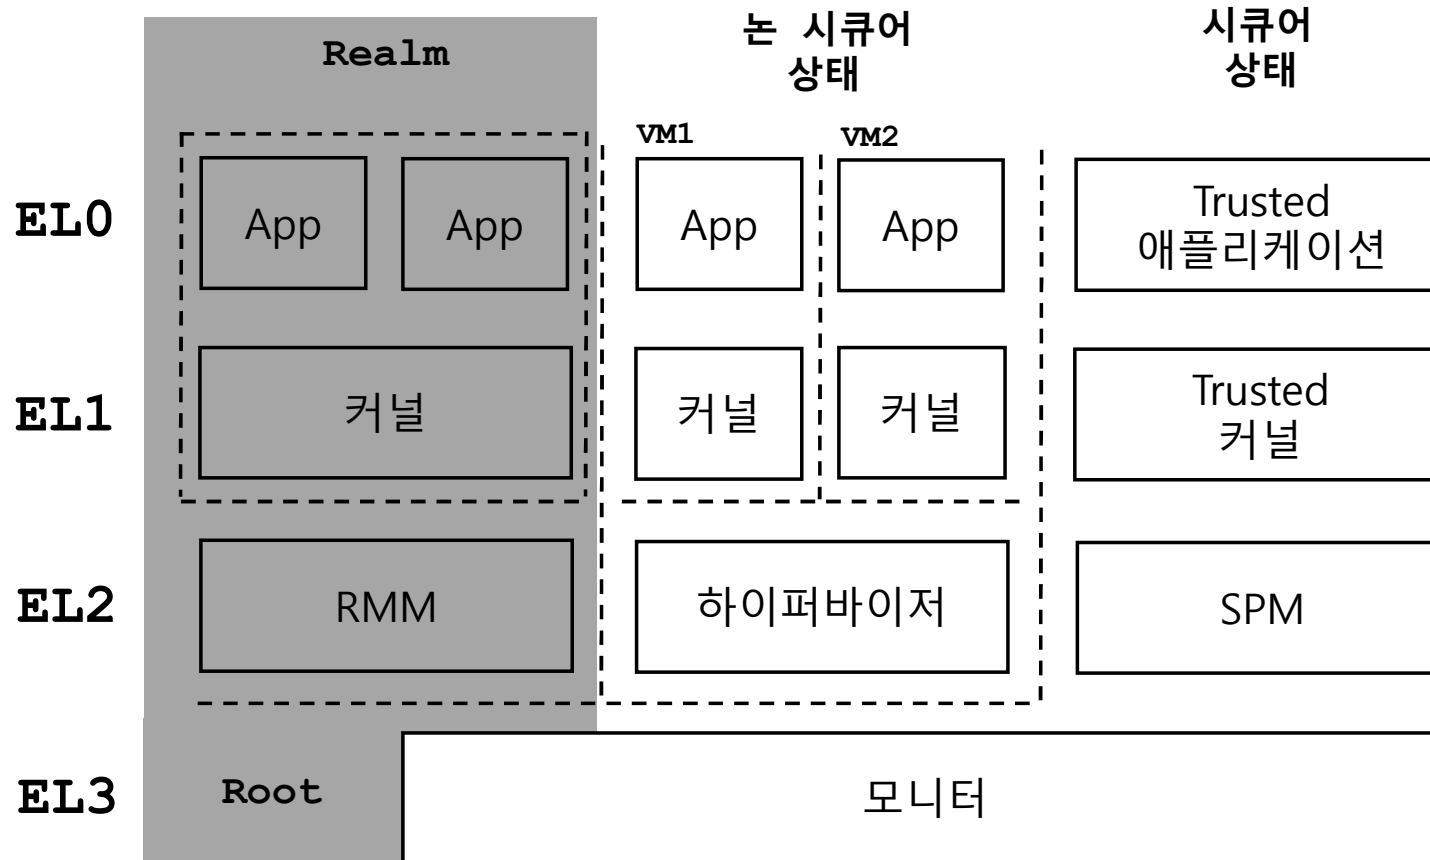 Realm
논 시큐어
상태
시큐어
상태
VM1
VM2
EL0
App
App
App
App
Trusted
애플리케이션
EL1
커널
커널
커널
Trusted
커널
EL2
RMM
하이퍼바이저
SPM
EL3
Root
모니터